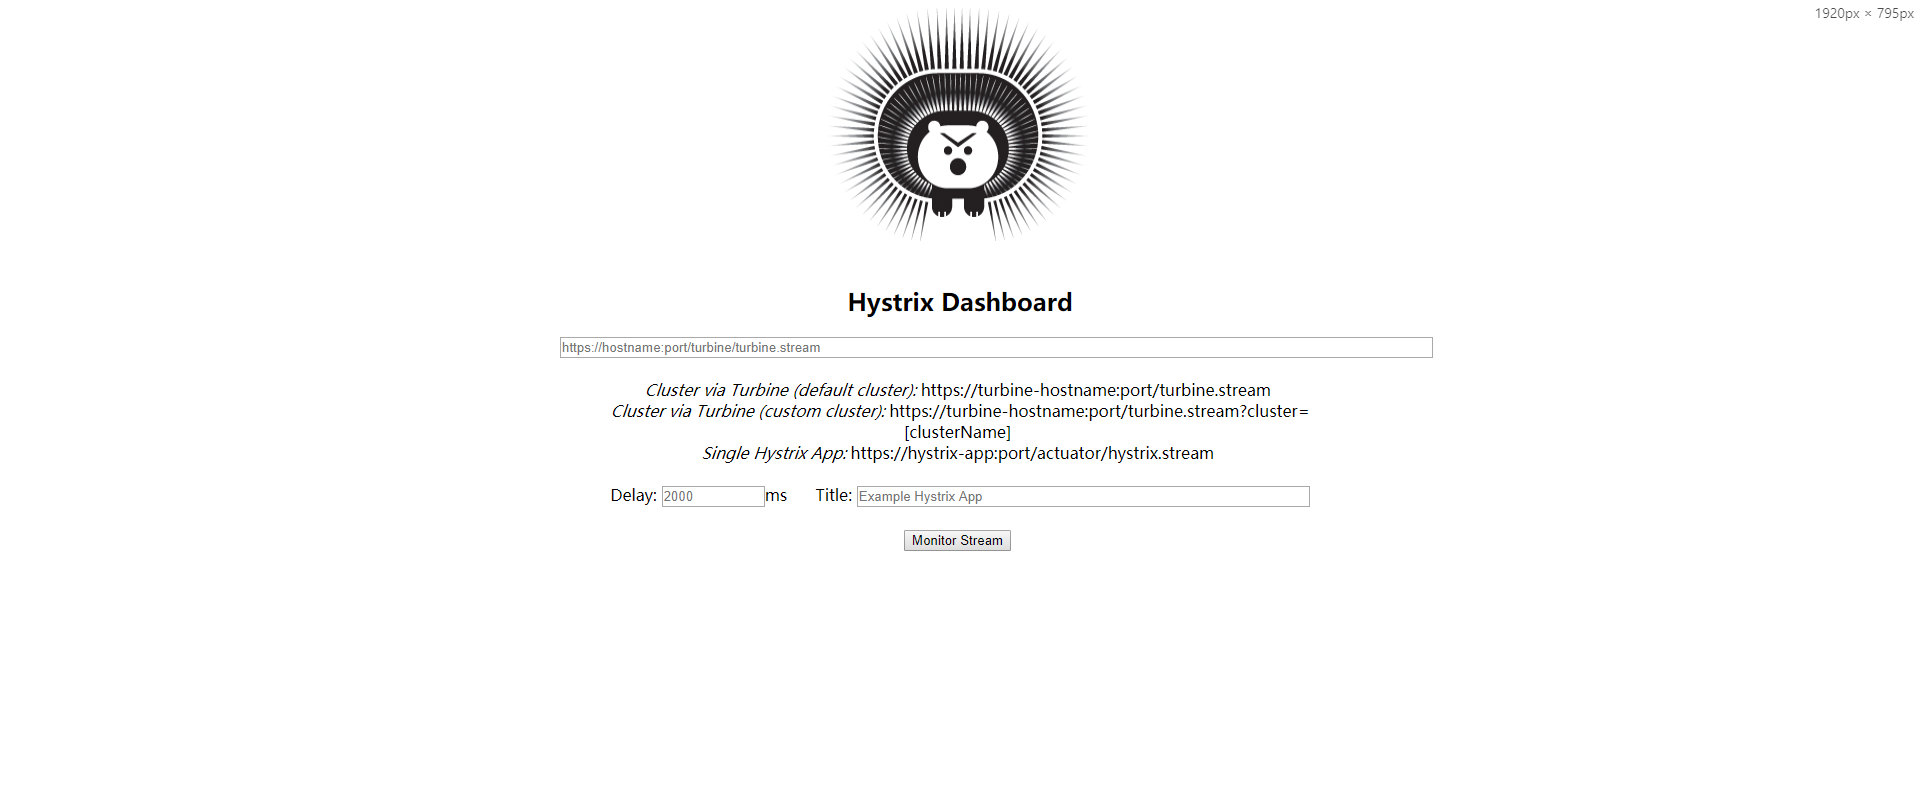 1920px × 795px
Hystrix Dashboard
https://hostname:port/turbine/turbine.stream
Cluster via Turbine (default cluster): https://turbine-hostname:port/turbine.stream
Cluster via Turbine (custom cluster): https://turbine-hostname:port/turbine.stream?cluster=
[clusterName]
Single Hystrix App: https://hystrix-app:port/actuator/hystrix.stream
Delay: 2000 ms Title: Example Hystrix App
Monitor Stream